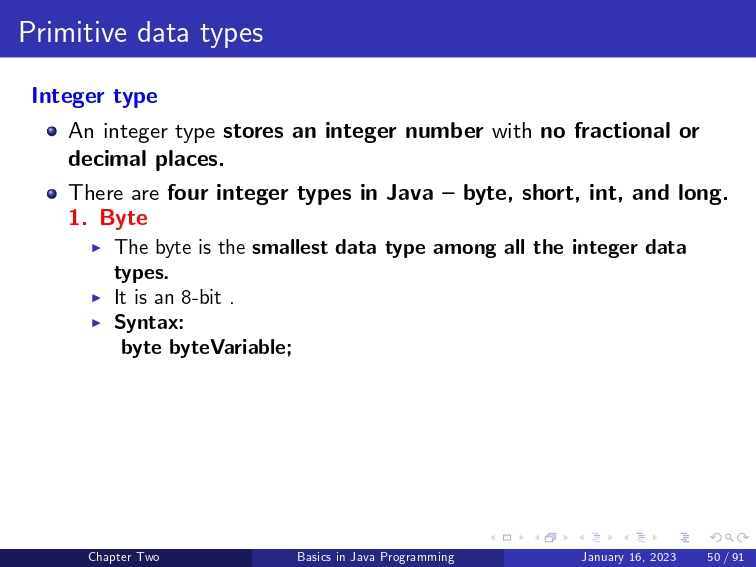 Primitive data types
Integer type
An integer type stores an integer number with no fractional or
decimal places.
There are four integer types in Java – byte, short, int, and long.
1. Byte
The byte is the smallest data type among all the integer data
types.
It is an 8-bit .
Syntax:
byte byteVariable;
Chapter Two Basics in Java Programming January 16, 2023 50 / 91